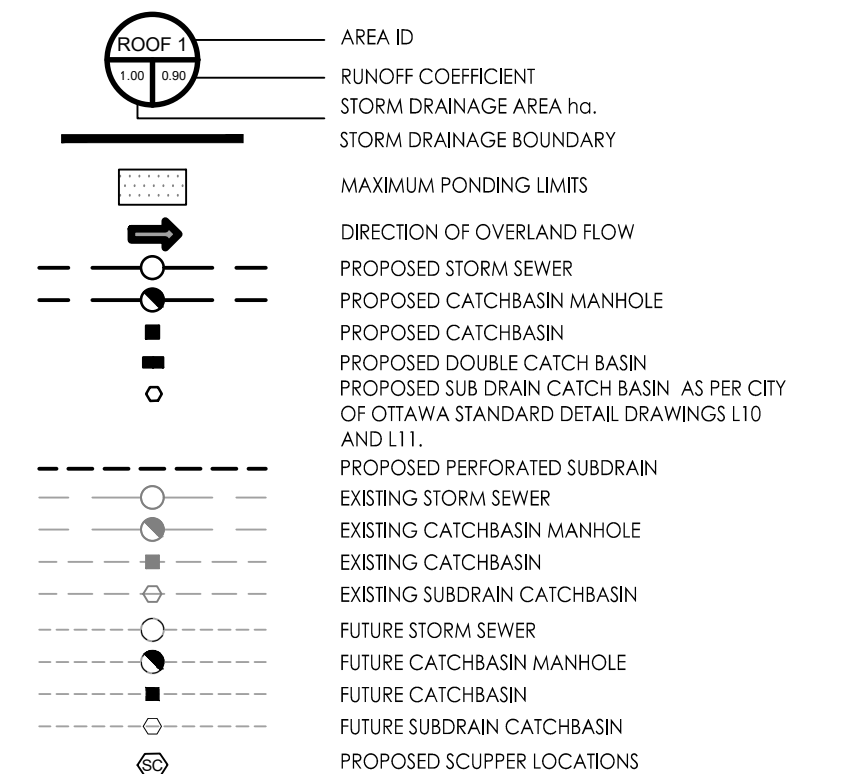 ROOF 1
AREA ID
1.00 0.90
RUNOFF COEFFICIENT
STORM DRAINAGE AREA ha.
STORM DRAINAGE BOUNDARY
MAXIMUM PONDING LIMITS
DIRECTION OF OVERLAND FLOW
PROPOSED STORM SEWER
PROPOSED CATCHBASIN MANHOLE
PROPOSED CATCHBASIN
PROPOSED DOUBLE CATCH BASIN
PROPOSED SUB DRAIN CATCH BASIN AS PER CITY
OF OTTAWA STANDARD DETAIL DRAWINGS L10
AND L11.
PROPOSED PERFORATED SUBDRAIN
EXISTING STORM SEWER
EXISTING CATCHBASIN MANHOLE
EXISTING CATCHBASIN
EXISTING SUBDRAIN CATCHBASIN
FUTURE STORM SEWER
FUTURE CATCHBASIN MANHOLE
FUTURE CATCHBASIN
FUTURE SUBDRAIN CATCHBASIN
SC PROPOSED SCUPPER LOCATIONS